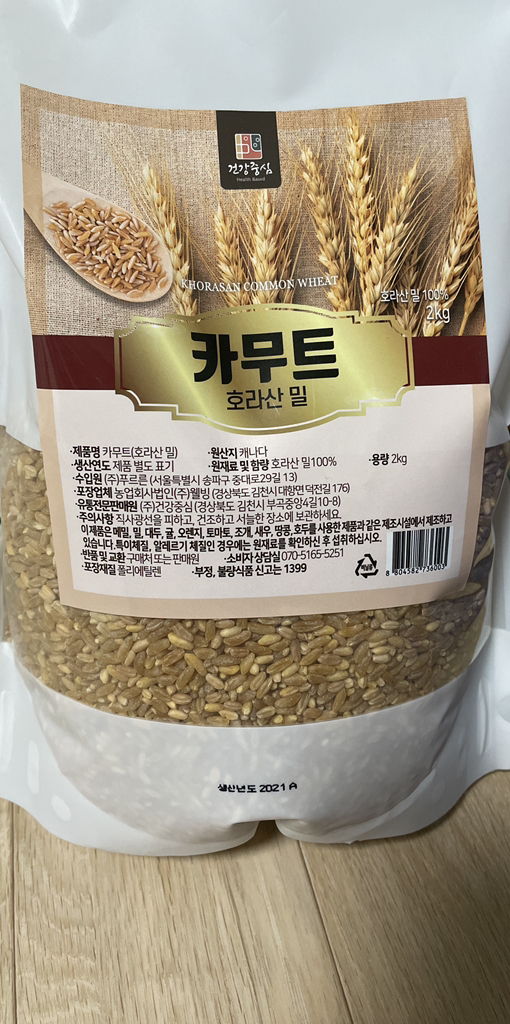 건강중심
Health Based
KHORASAN COMMON WHEAT
호라산 밀 100%
2kg
카무트
호라산 밀
·제품명 카무트(호라산 밀) ·원산지 캐나다
·생산연도 제품 별도 표기 ·원재료 및 함량 호라산 밀100% ·용량 2kg
·수입원 (주)푸르른 (서울특별시 송파구 중대로29길 13)
·포장업체 농업회사법인(주)웰빙 (경상북도 김천시 대항면 덕전길 176)
·유통전문판매원 (주)건강중심 (경상북도 김천시 부곡중앙4길10-8)
·주의사항 직사광선을 피하고, 건조하고 서늘한 장소에 보관하세요.
이 제품은 메밀, 밀, 대두, 귤, 오렌지, 토마토, 조개, 새우, 땅콩, 호두를 사용한 제품과 같은 제조시설에서 제조하고
있습니다. 특이체질, 알레르기 체질인 경우에는 원재료를 확인하신 후 섭취하십시오.
·반품 및 교환 구매처 또는 판매원 ·소비자 상담실 070-5165-5251
·포장재질 폴리에틸렌 ·부정, 불량식품 신고는 1399
8 804582 736003
생산년도 2021 A